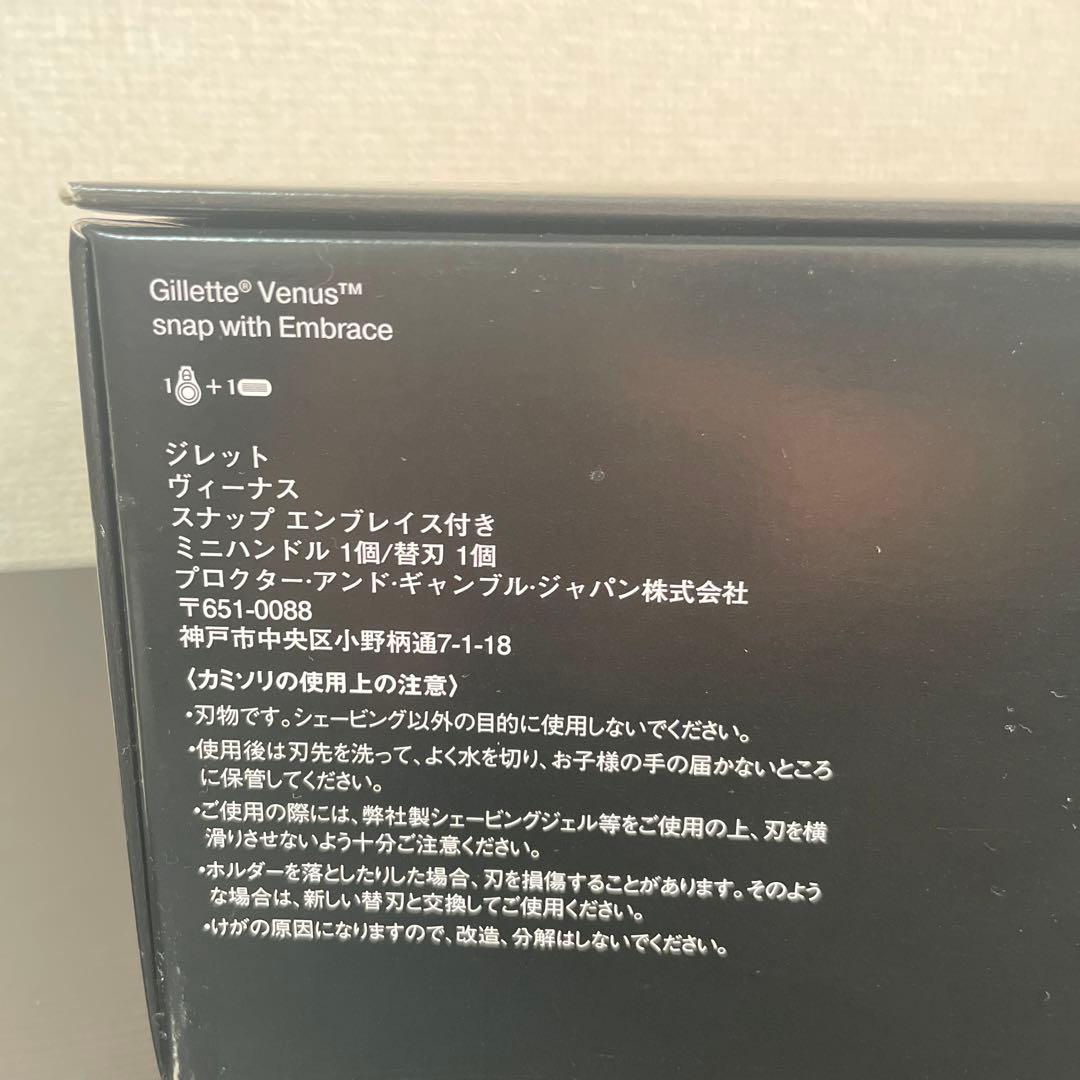 Gillette® Venus™
snap with Embrace
1 + 1
ジレット
ヴィーナス
スナップ エンブレイス付き
ミニハンドル 1個/替刃 1個
プロクター・アンド・ギャンブル・ジャパン株式会社
〒651-0088
神戸市中央区小野柄通7-1-18
〈カミソリの使用上の注意〉
・刃物です。シェービング以外の目的に使用しないでください。
・使用後は刃先を洗って、よく水を切り、お子様の手の届かないところ
に保管してください。
・ご使用の際には、弊社製シェービングジェル等をご使用の上、刃を横
滑りさせないよう十分ご注意ください。
・ホルダーを落としたりした場合、刃を損傷することがあります。そのよう
な場合は、新しい替刃と交換してご使用ください。
・けがの原因になりますので、改造、分解はしないでください。